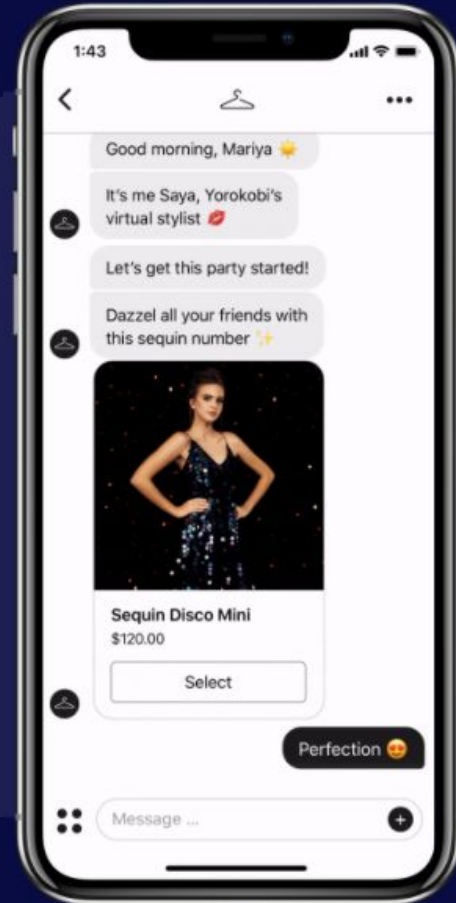 1:43
Good morning, Mariya ☀️
It's me Saya, Yorokobi's
virtual stylist 💋
Let's get this party started!
Dazzel all your friends with
this sequin number ✨
Sequin Disco Mini
$120.00
Select
Perfection 😍
Message ...